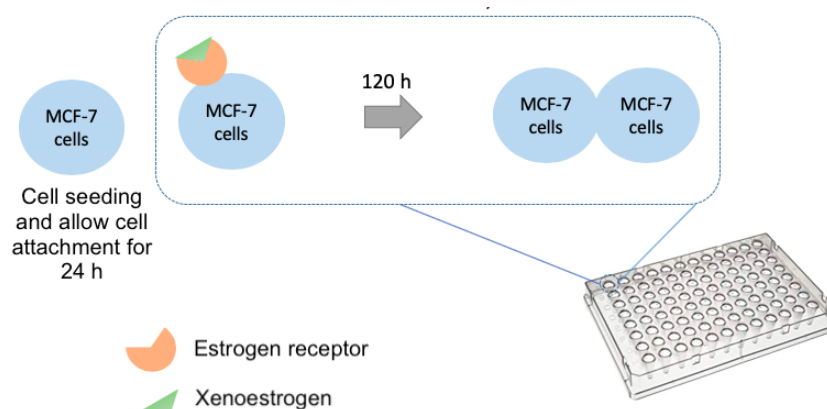 MCF-7
cells
Cell seeding
and allow cell
attachment for
24 h
MCF-7
cells
120 h
MCF-7
cells
MCF-7
cells
Estrogen receptor
Xenoestrogen